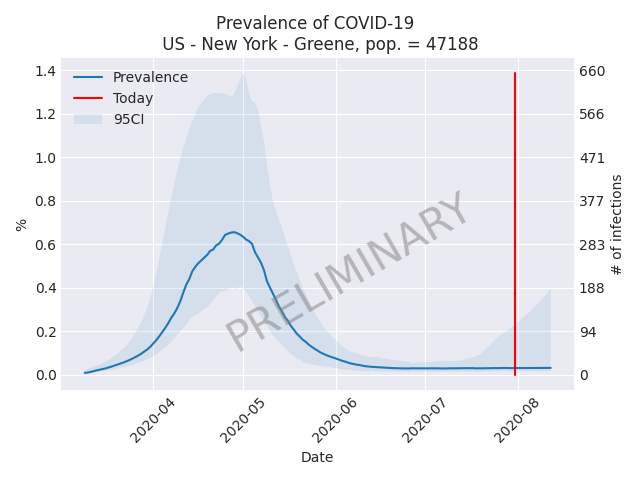 Prevalence of COVID-19
US - New York - Greene, pop. = 47188
Prevalence
Today
95CI
1.4
1.2
1.0
0.8
0.6
0.4
0.2
0.0
%
660
566
471
377
283
188
94
0
# of infections
PRELIMINARY
2020-04
2020-05
2020-06
2020-07
2020-08
Date